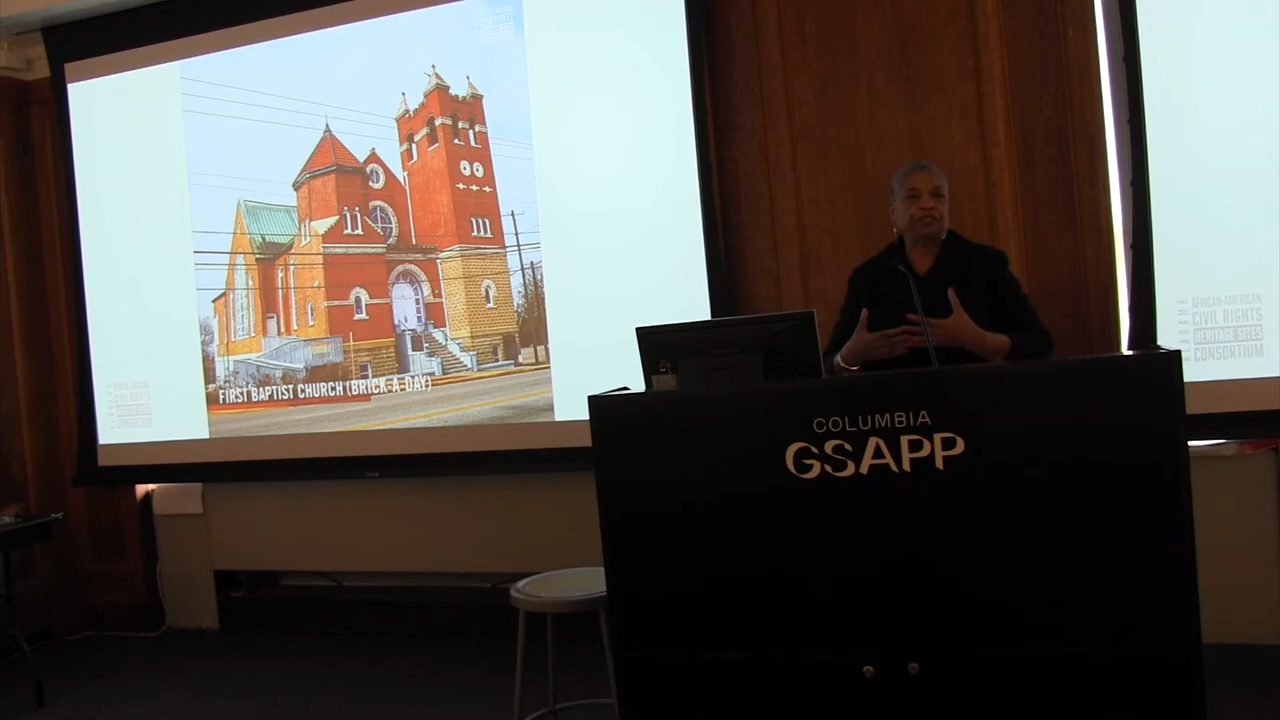 FIRST BAPTIST CHURCH (BRICK-A-DAY)
COLUMBIA
GSAPP
AFRICAN-AMERICAN
CIVIL RIGHTS
HERITAGE SITES
CONSORTIUM